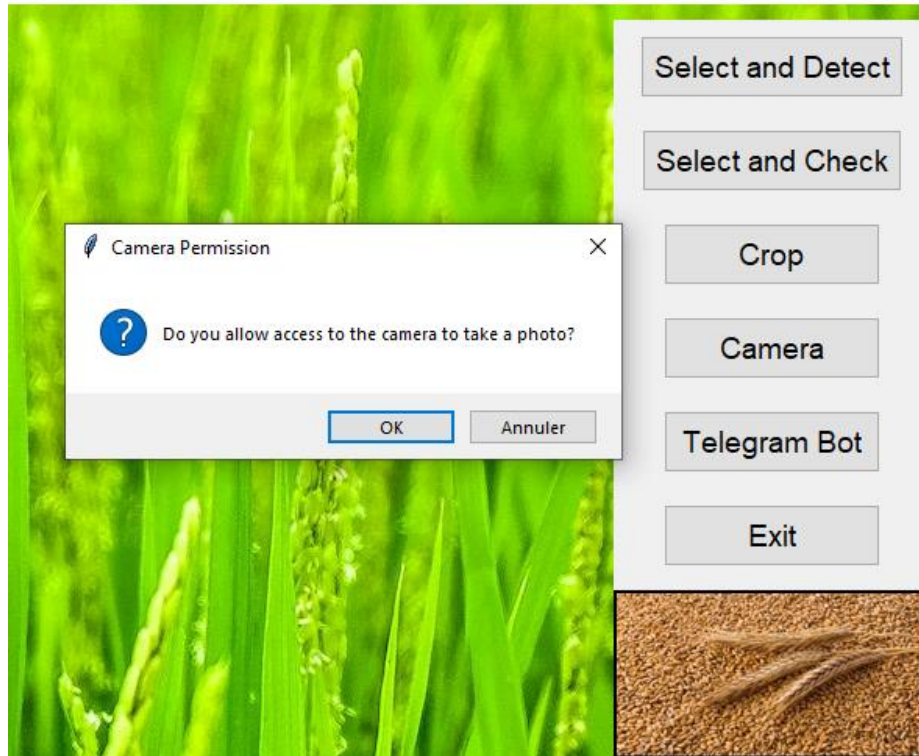 Select and Detect
Select and Check
Camera Permission
Crop
Do you allow access to the camera to take a photo?
Camera
OK Annuler
Telegram Bot
Exit